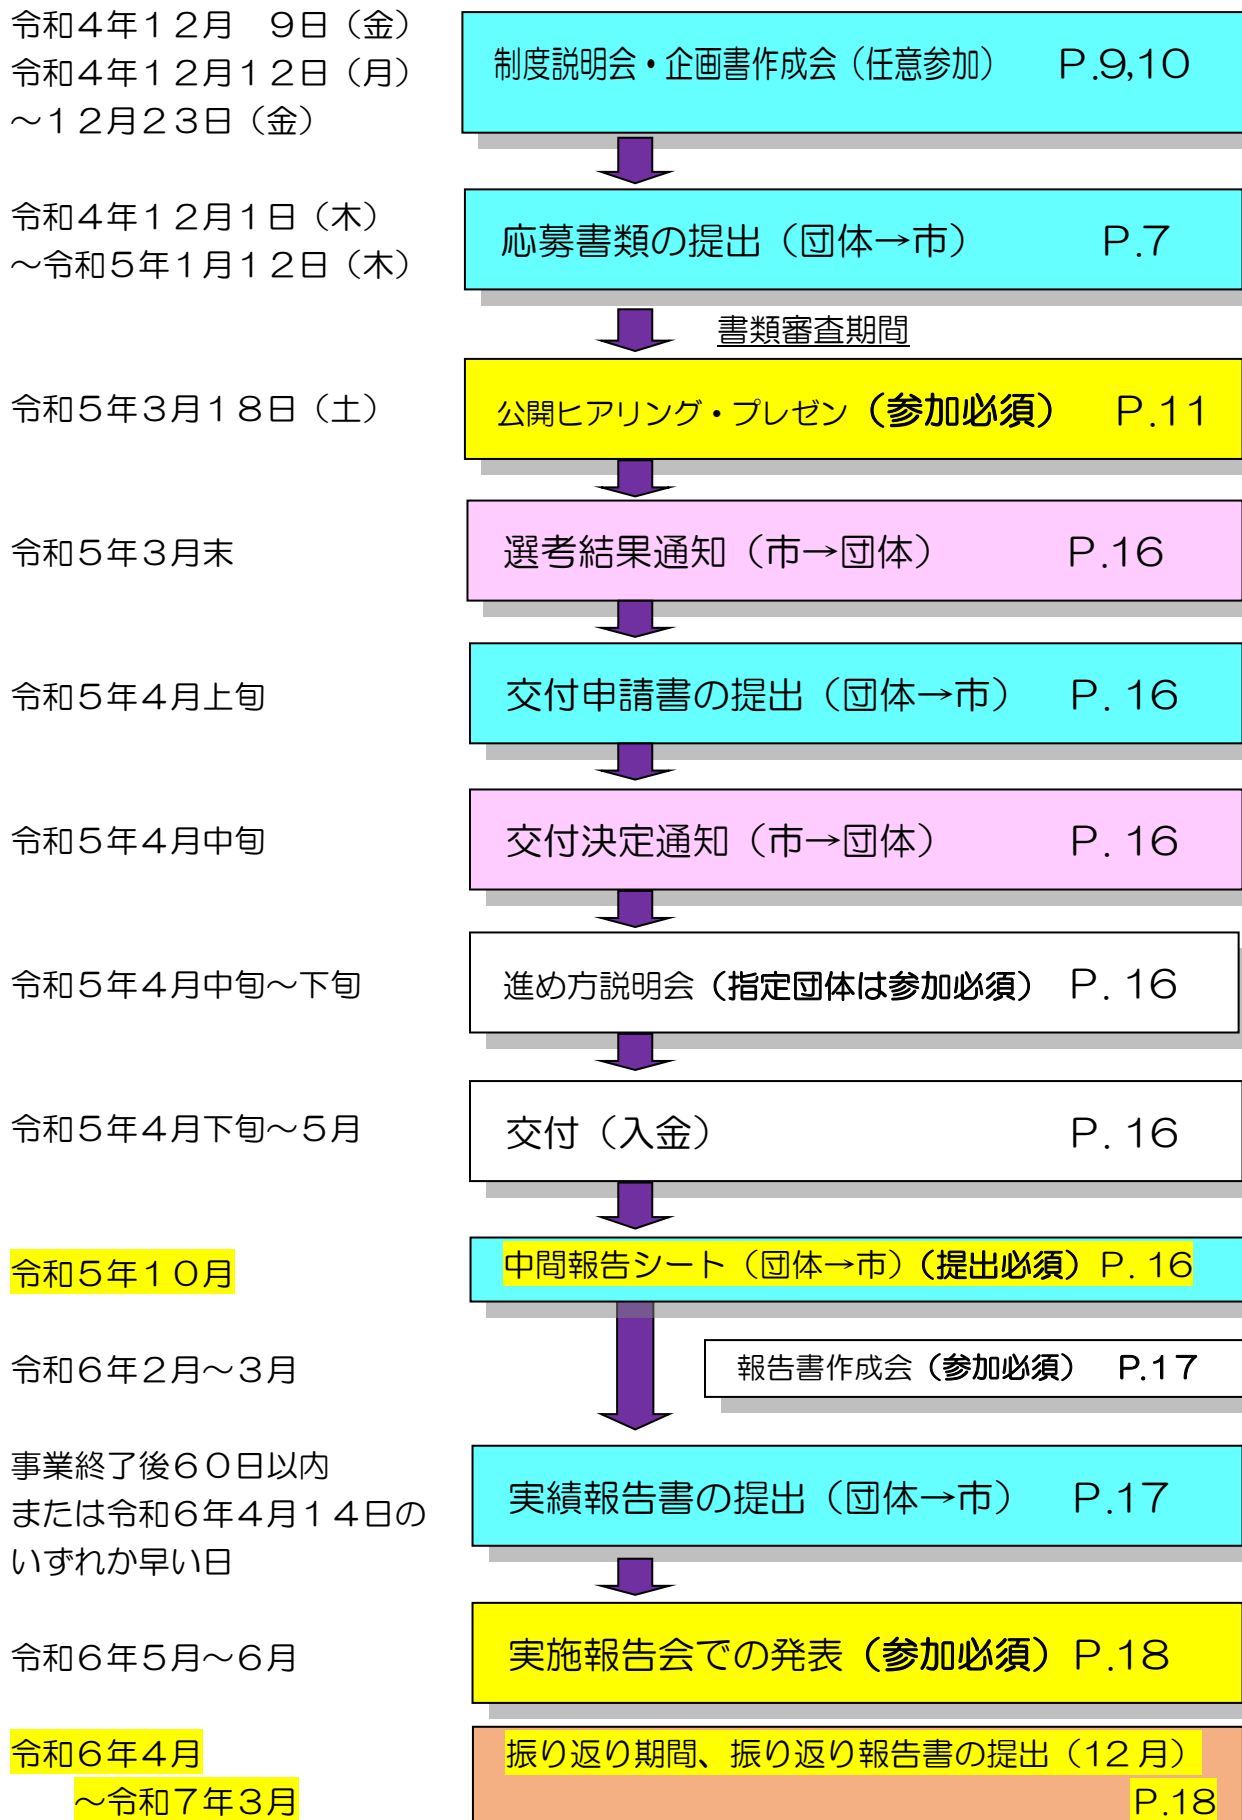 令和４年１２月　９日（金）
令和４年１２月１２日（月）
～１２月２３日（金）
制度説明会・企画書作成会（任意参加）　P.9,10
令和４年１２月１日（木）
～令和５年１月１２日（木）
応募書類の提出（団体→市）　P.7
書類審査期間
令和５年３月１８日（土）
公開ヒアリング・プレゼン（参加必須）　P.11
令和５年３月末
選考結果通知（市→団体）　P.16
令和５年４月上旬
交付申請書の提出（団体→市）　P. 16
令和５年４月中旬
交付決定通知（市→団体）　P. 16
令和５年４月中旬～下旬
進め方説明会（指定団体は参加必須）　P. 16
令和５年４月下旬～５月
交付（入金）　P. 16
令和５年１０月
中間報告シート（団体→市）（提出必須）P. 16
令和６年２月～３月
報告書作成会（参加必須）　P.17
事業終了後６０日以内
または令和６年４月１４日の
いずれか早い日
実績報告書の提出（団体→市）　P.17
令和６年５月～６月
実施報告会での発表（参加必須）P.18
令和６年４月
～令和７年３月
振り返り期間、振り返り報告書の提出（12 月）
P.18